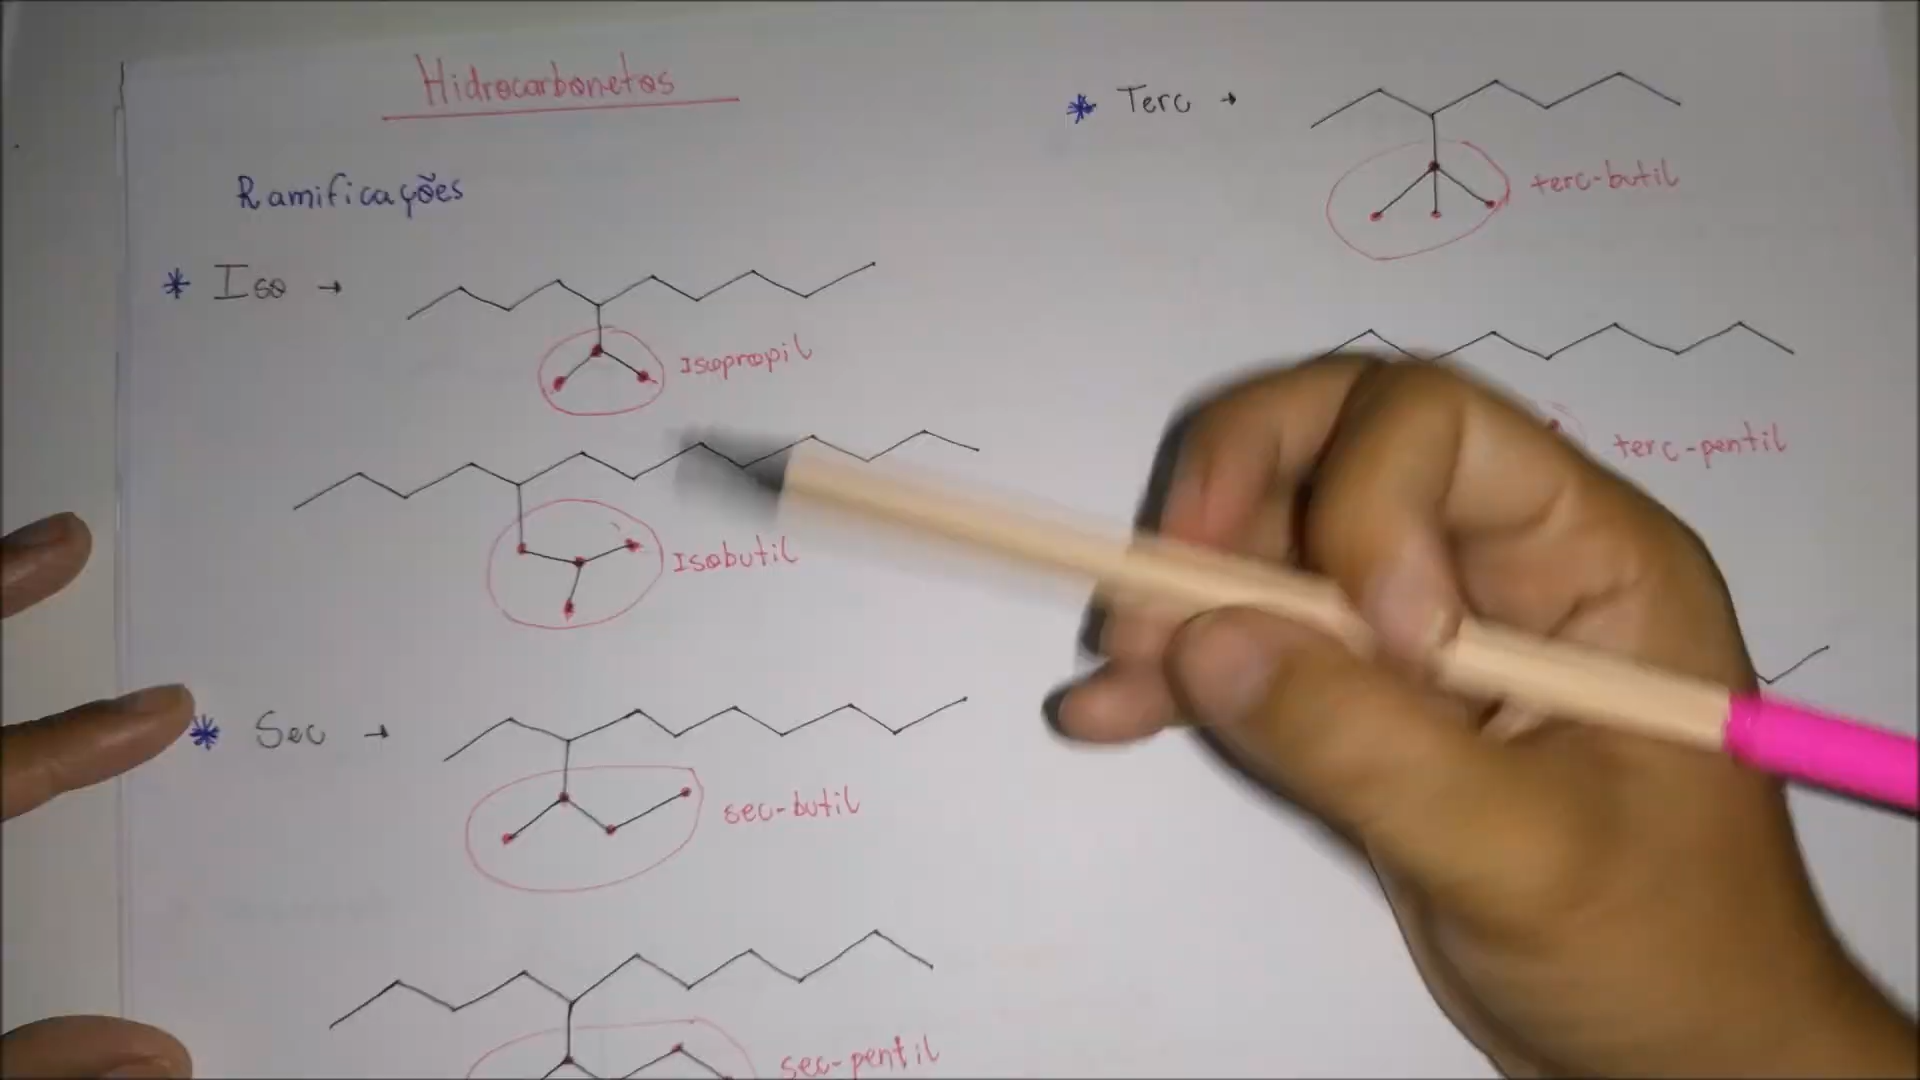 Hidrocarbonetos
Ramificações
* Iso →
Isopropil
Isobutil
* Sec →
sec-butil
sec-pentil
* Terc →
terc-butil
terc-pentil